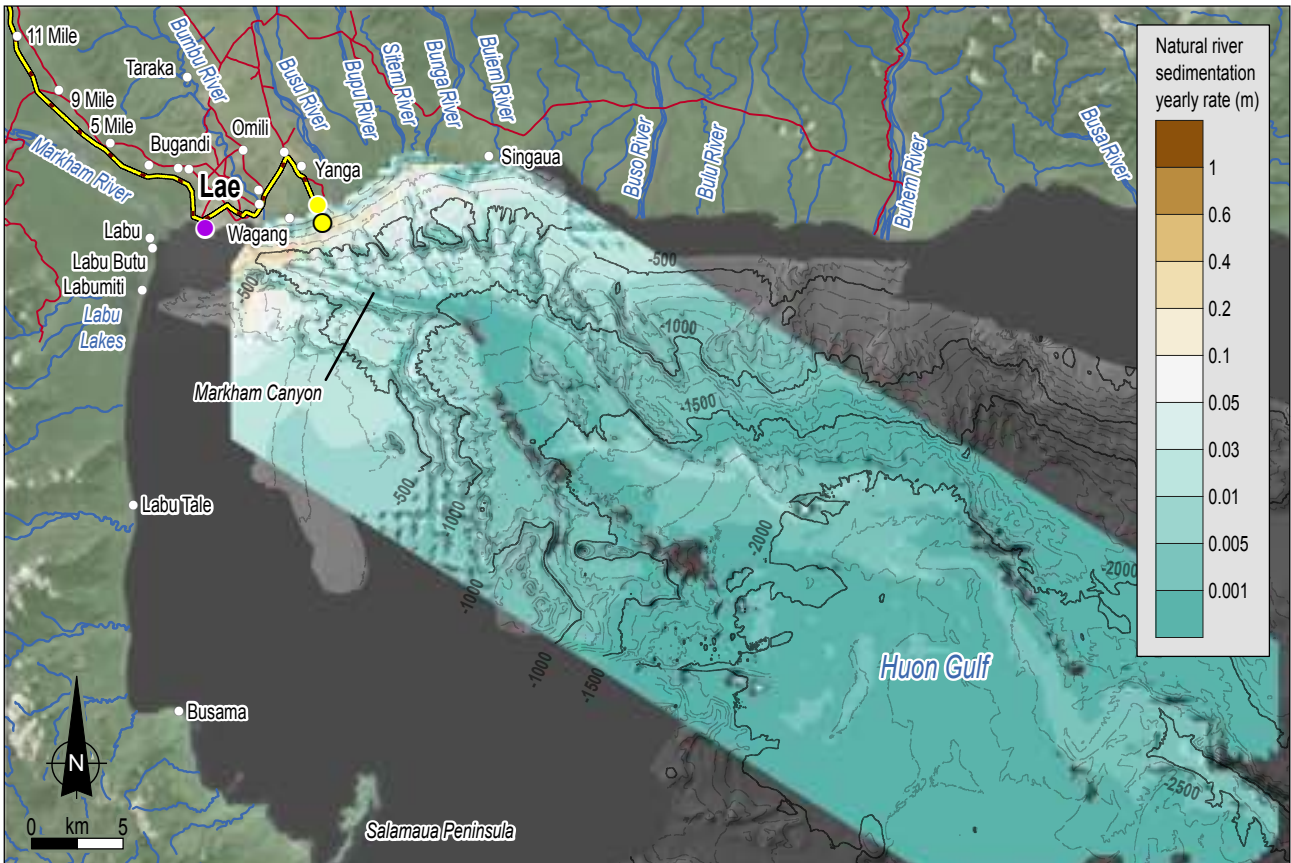 11 Mile
Taraka
Bumbu River
Busu River
Bupu River
Sitem River
Bunga River
Buiem River
9 Mile
5 Mile
Bugandi
Omili
Yanga
Singaua
Markham River
Lae
Wagang
Buso River
Bulu River
Buhem River
Busa River
Labu
Labu Butu
Labumiti
Labu
Lakes
-500
-500
-1000
-1500
Markham Canyon
-500
-1000
-1000
-2000
-2000
-1000
-1500
-2500
Huon Gulf
Labu Tale
Busama
Salamaua Peninsula
N
0 km 5
Natural river
sedimentation
yearly rate (m)
1
0.6
0.4
0.2
0.1
0.05
0.03
0.01
0.005
0.001